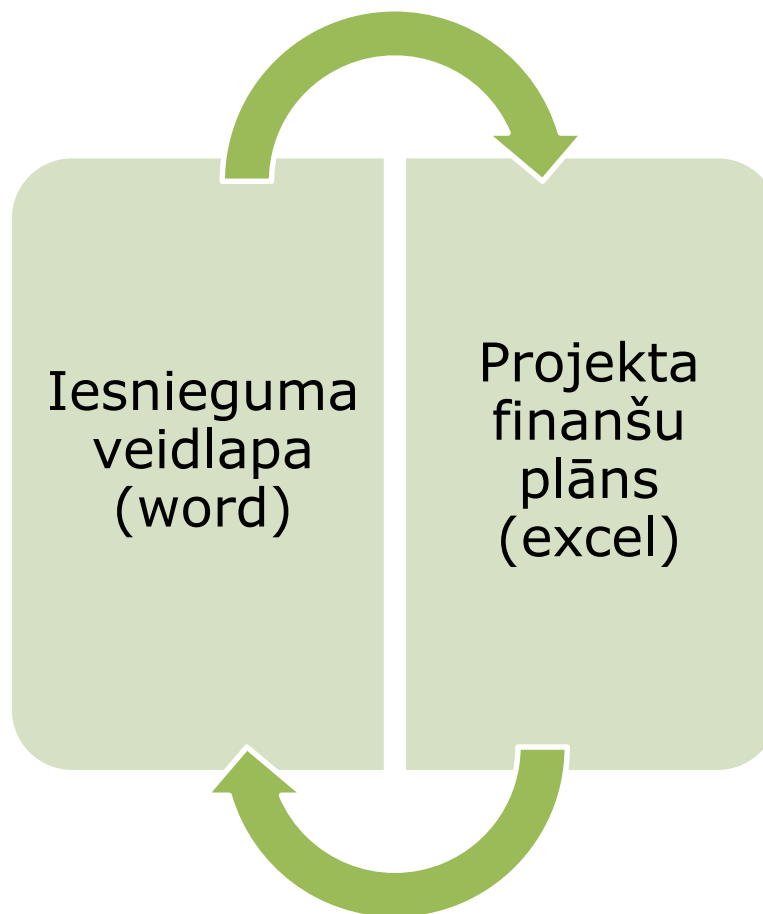 Iesnieguma
veidlapa
(word)
Projekta
finanšu
plāns
(excel)